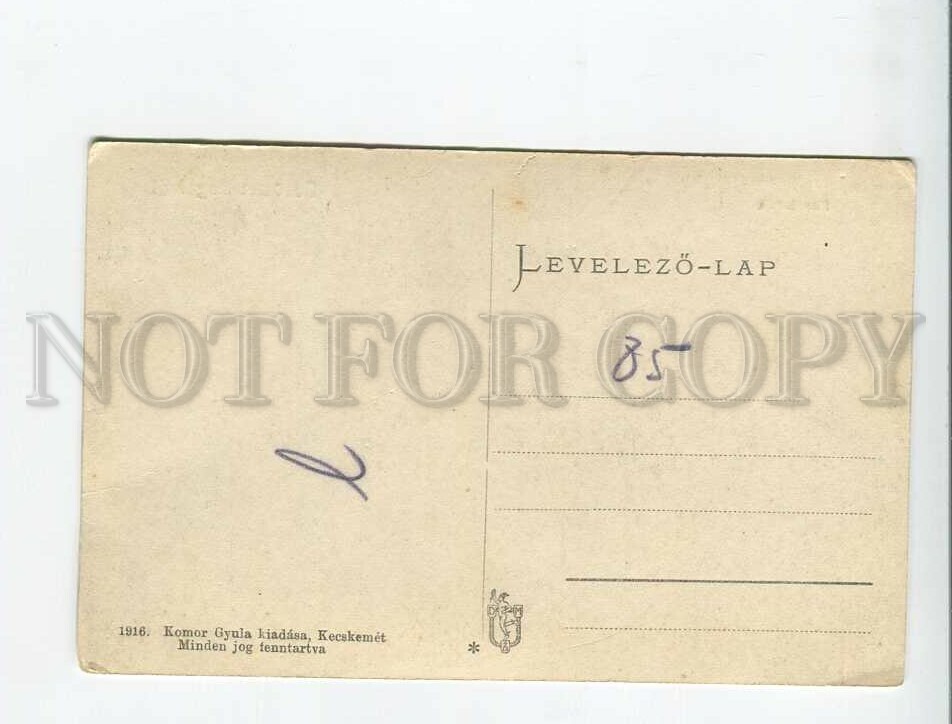 LEVELEZŐ-LAP
NOT FOR COPY
85
1916. Komor Gyula kiadása, Kecskemét
Minden jog fenntartva
*
D M